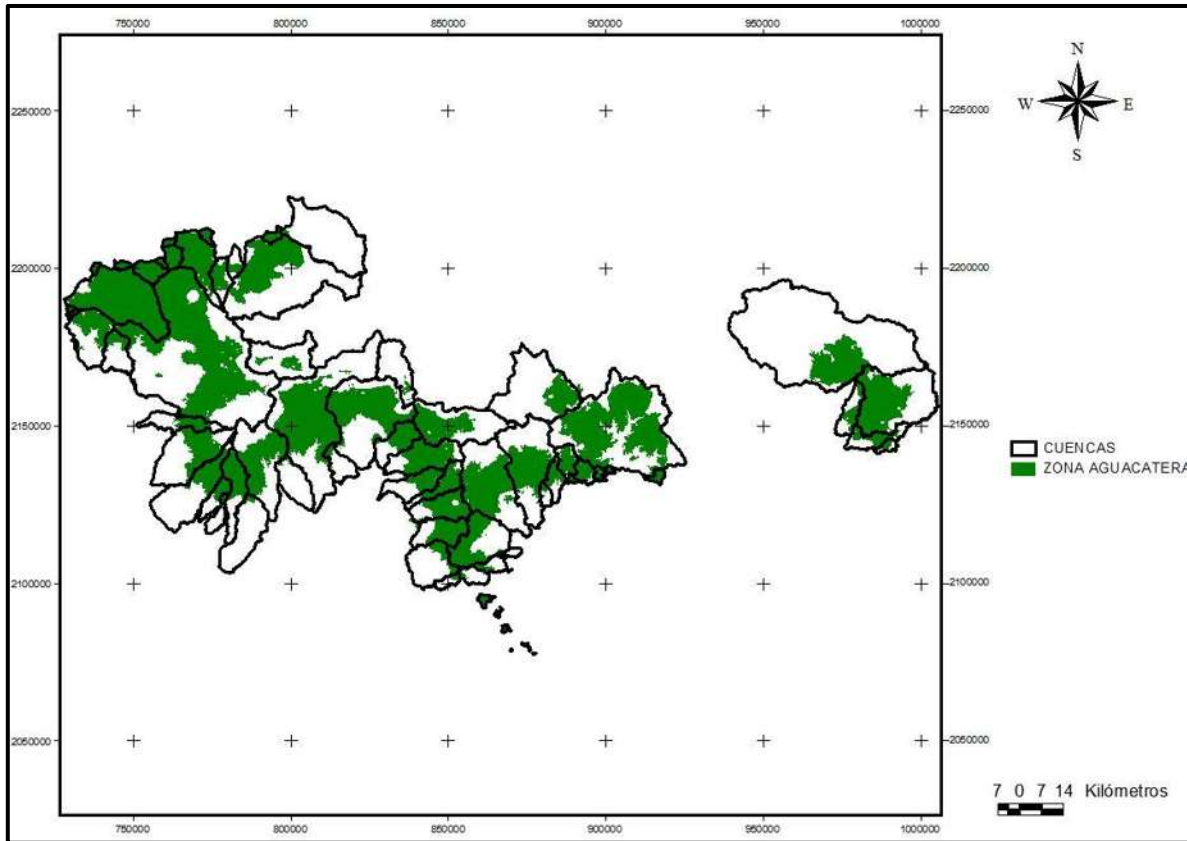 750000 800000 850000 900000 950000 1000000
N
W E
S
2250000 2250000
2200000 2200000
2150000 2150000
CUENCAS
ZONA AGUACATERA
2100000 2100000
2050000 2050000
7 0 7 14 Kilómetros
750000 800000 850000 900000 950000 1000000